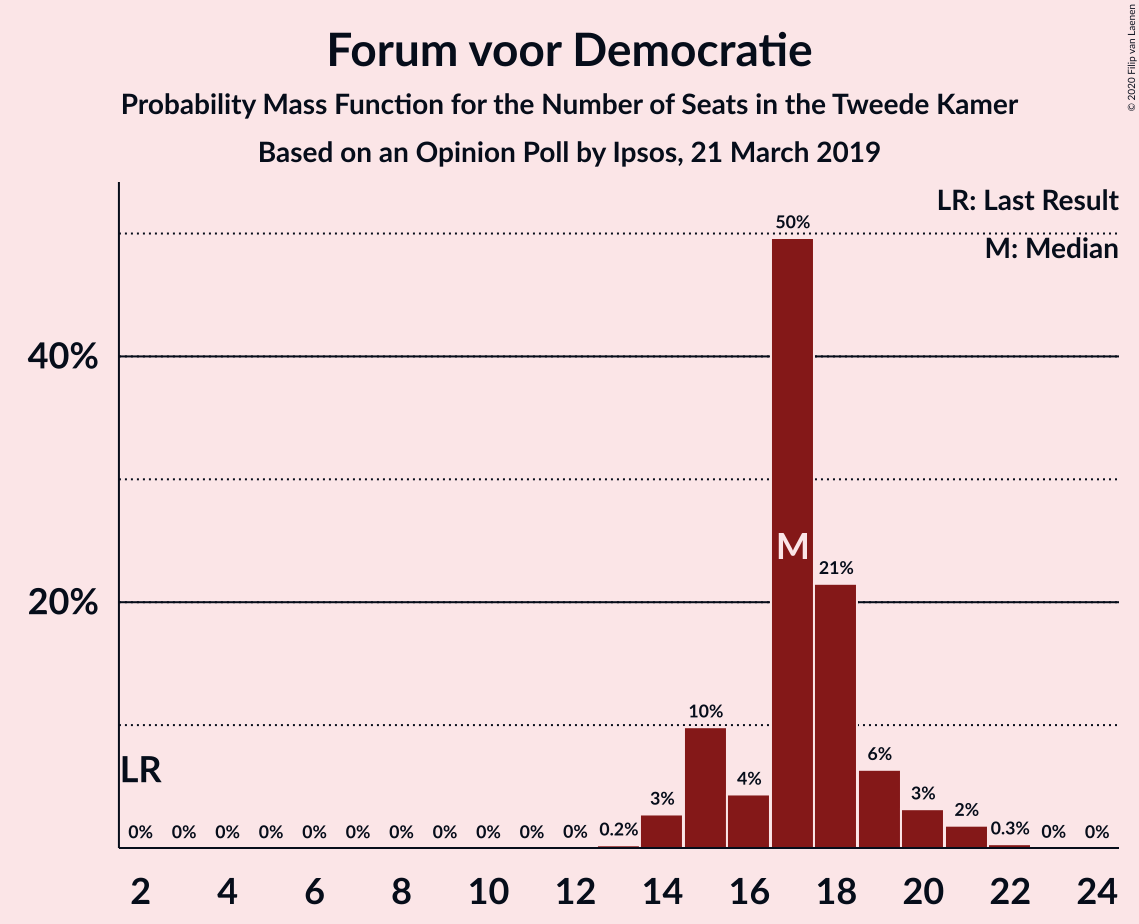 Forum voor Democratie
Probability Mass Function for the Number of Seats in the Tweede Kamer
Based on an Opinion Poll by Ipsos, 21 March 2019
© 2020 Filip van Laenen
LR: Last Result
M: Median
50%
40%
M
21%
20%
10%
LR
6%
4%
3%
3%
2%
0% 0% 0% 0% 0% 0% 0% 0% 0% 0% 0% 0.2% 0.3% 0% 0%
2 4 6 8 10 12 14 16 18 20 22 24